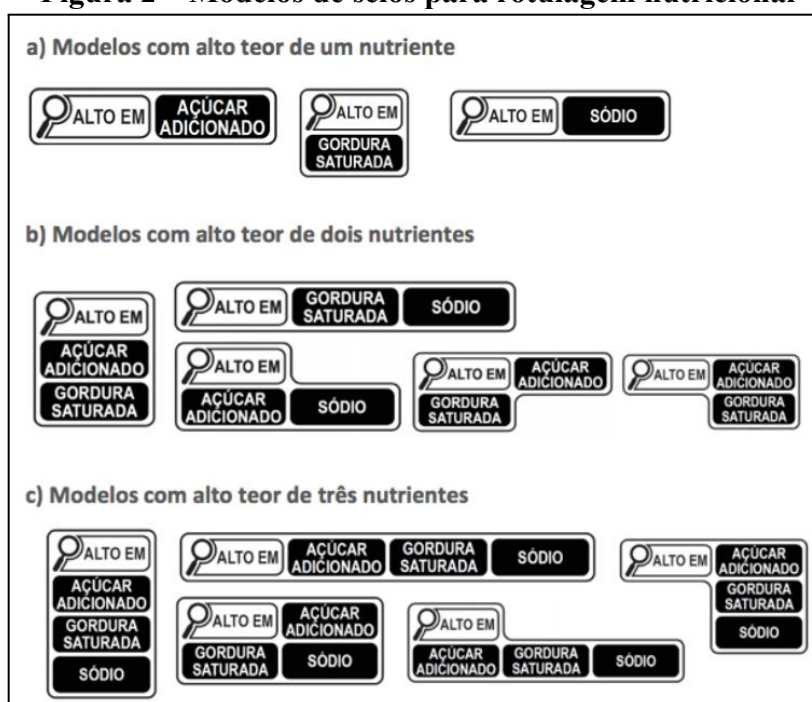 Figura 2 – Modelos de selos para rotulagem nutricional
a) Modelos com alto teor de um nutriente
ALTO EM
AÇÚCAR
ADICIONADO
ALTO EM
GORDURA
SATURADA
ALTO EM
SÓDIO
b) Modelos com alto teor de dois nutrientes
ALTO EM
AÇÚCAR
ADICIONADO
GORDURA
SATURADA
ALTO EM
GORDURA
SATURADA
SÓDIO
ALTO EM
AÇÚCAR
ADICIONADO
SÓDIO
ALTO EM
AÇÚCAR
ADICIONADO
GORDURA
SATURADA
ALTO EM
AÇÚCAR
ADICIONADO
GORDURA
SATURADA
c) Modelos com alto teor de três nutrientes
ALTO EM
AÇÚCAR
ADICIONADO
GORDURA
SATURADA
SÓDIO
ALTO EM
AÇÚCAR
ADICIONADO
GORDURA
SATURADA
SÓDIO
ALTO EM
AÇÚCAR
ADICIONADO
GORDURA
SATURADA
SÓDIO
ALTO EM
AÇÚCAR
ADICIONADO
GORDURA
SATURADA
SÓDIO
ALTO EM
AÇÚCAR
ADICIONADO
GORDURA
SATURADA
SÓDIO